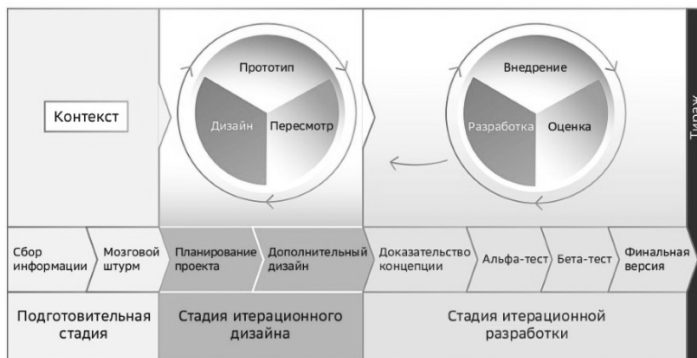 Прототип
Дизайн
Пересмотр
Внедрение
Разработка
Оценка
Контекст
Тираж
Сбор
информации
Мозговой
штурм
Планирование
проекта
Дополнительный
дизайн
Доказательство
концепции
Альфа-тест
Бета-тест
Финальная
версия
Подготовительная
стадия
Стадия итерационного
дизайна
Стадия итерационной
разработки